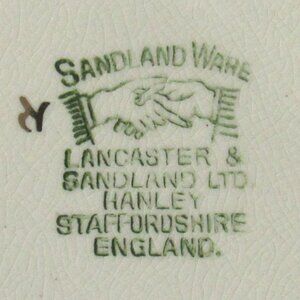 SANDLAND WARE
LANCASTER &
SANDLAND LTD
HANLEY
STAFFORDSHIRE
ENGLAND.